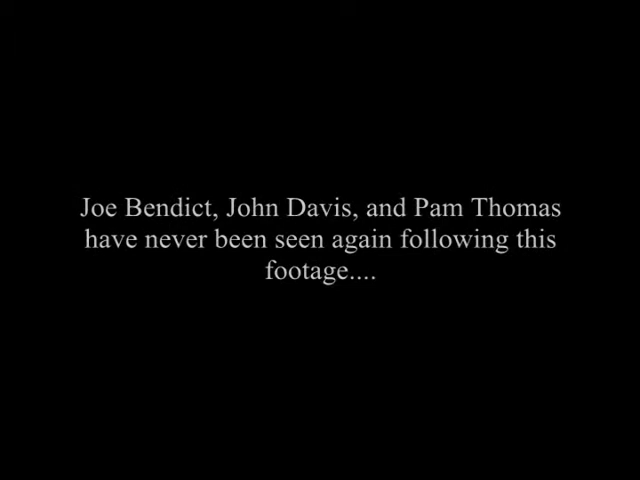 Joe Bendict, John Davis, and Pam Thomas
have never been seen again following this
footage....